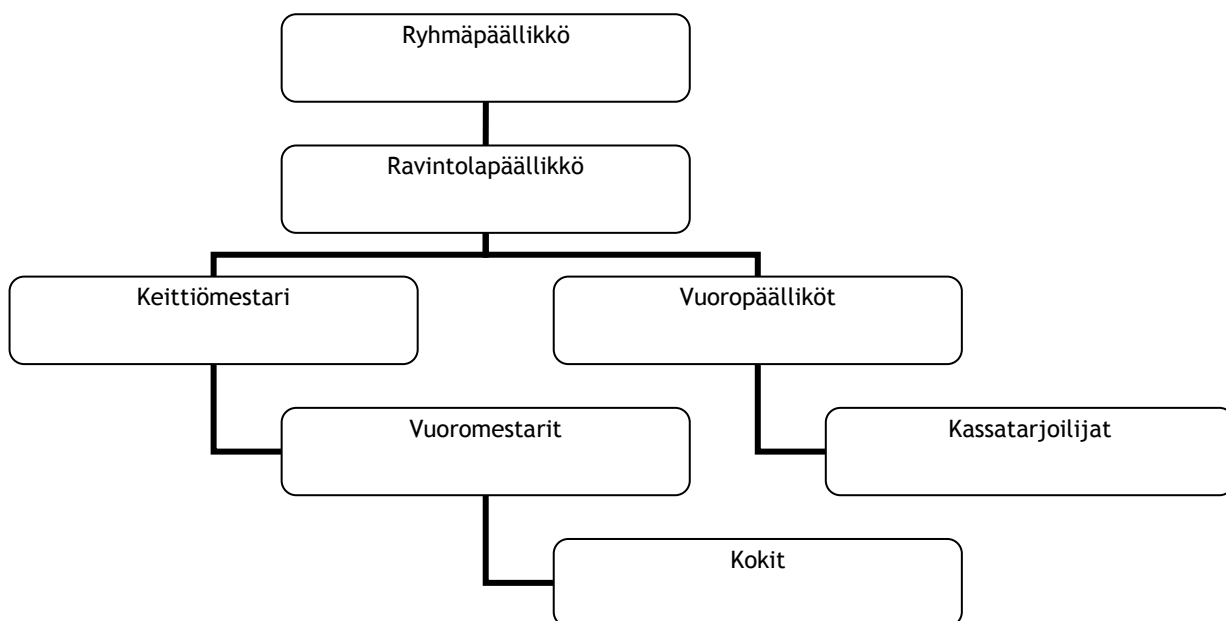 Ryhmäpäällikkö
Ravintolapäällikkö
Keittiömestari
Vuoropäälliköt
Vuoromestarit
Kassatarjoilijat
Kokit